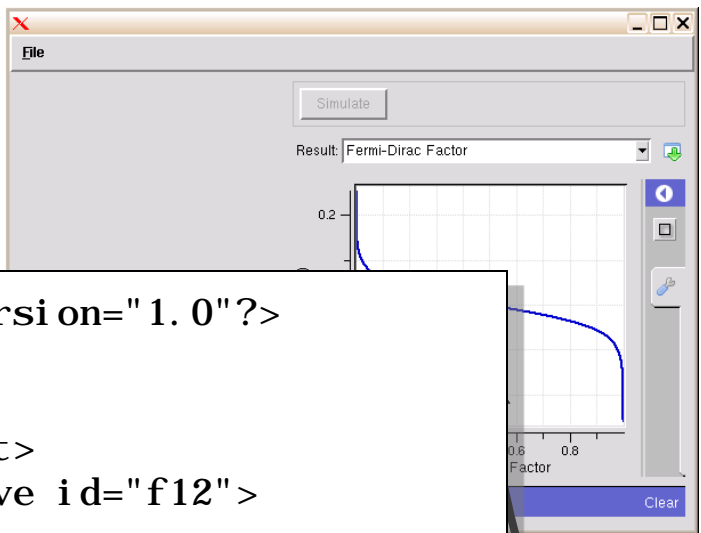 File
Simulate
Result: Fermi-Dirac Factor
0.2
rsion="1.0"?>
t>
ve id="f12">
0.6 0.8
Factor
Clear